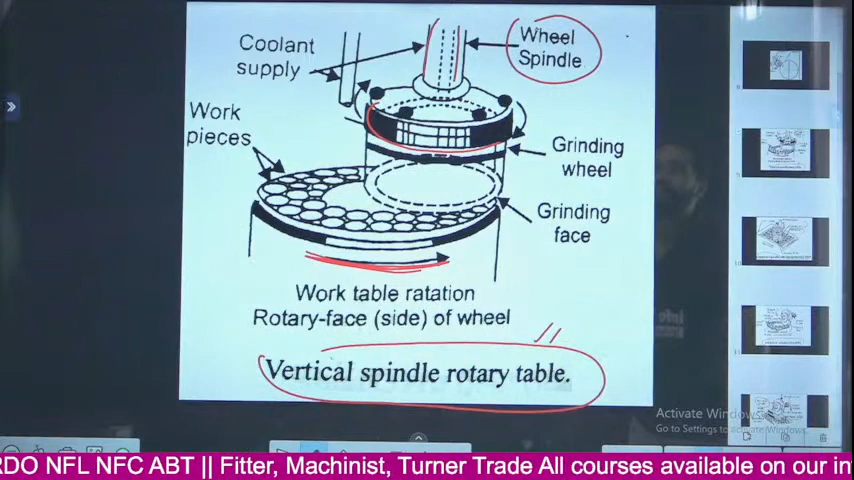 Coolant
supply
Wheel
Spindle
Work
pieces
Grinding
wheel
Grinding
face
Work table ratation
Rotary-face (side) of wheel
Vertical spindle rotary table.
Activate Windows
Go to Settings to activate Windows.
RDO NFL NFC ABT || Fitter, Machinist, Turner Trade All courses available on our in